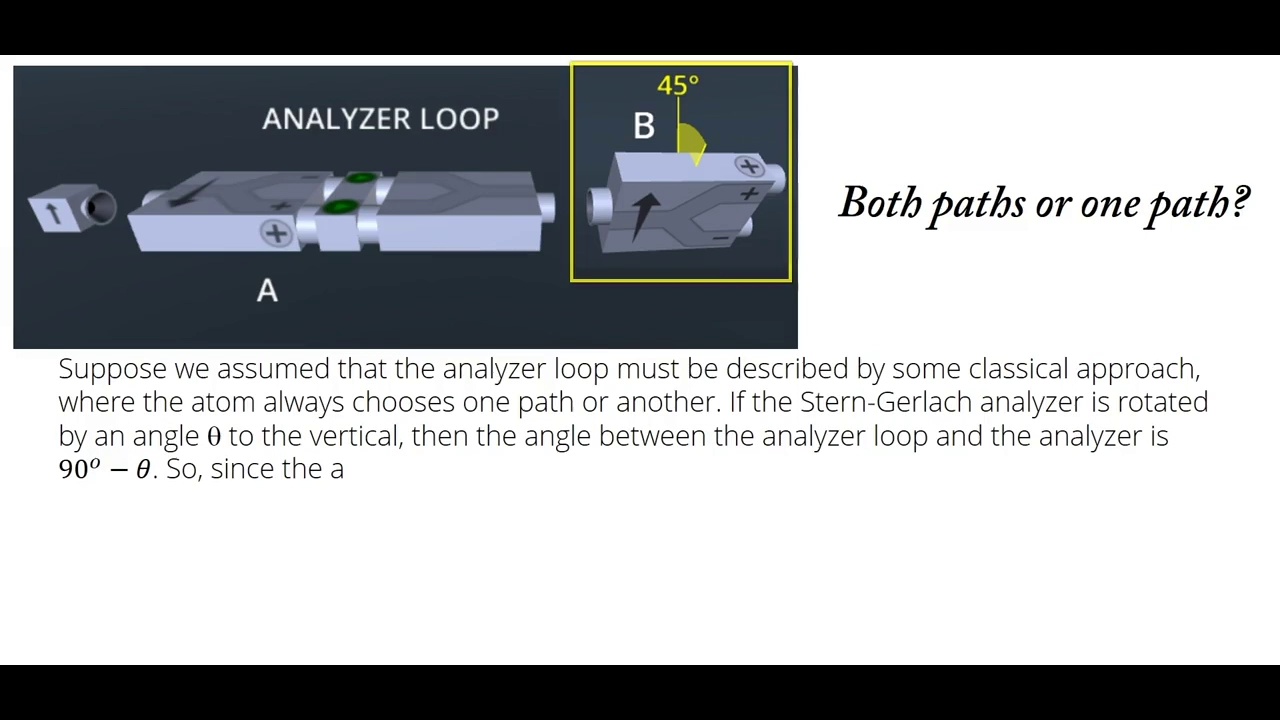 ANALYZER LOOP
45°
B
A
Both paths or one path?
Suppose we assumed that the analyzer loop must be described by some classical approach,
where the atom always chooses one path or another. If the Stern-Gerlach analyzer is rotated
by an angle θ to the vertical, then the angle between the analyzer loop and the analyzer is
90ᵒ − θ. So, since the a